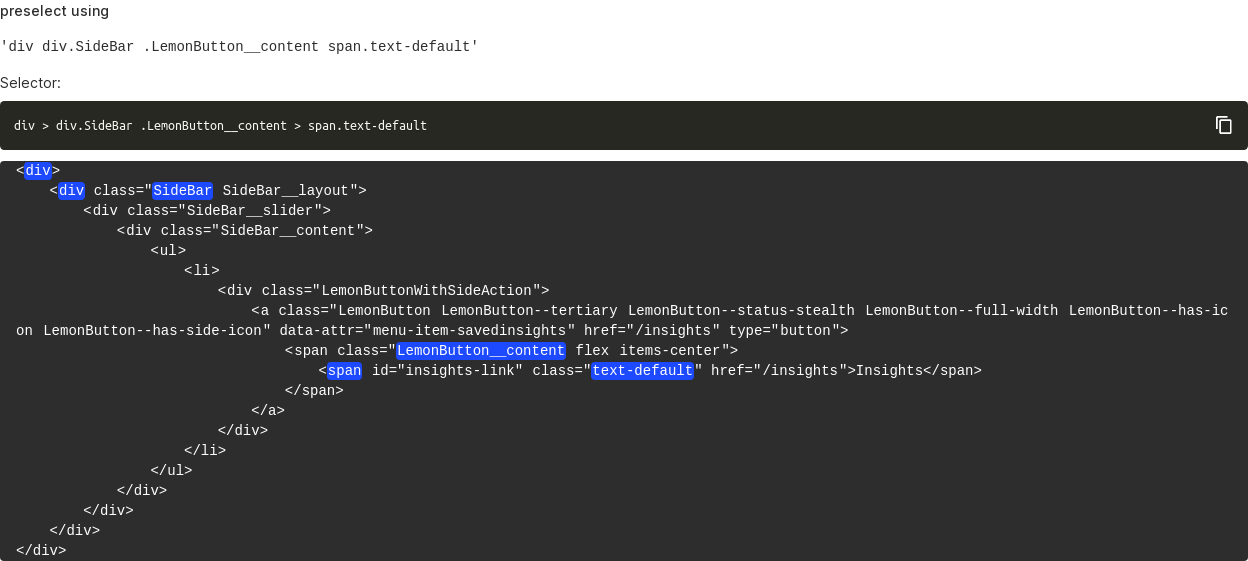 preselect using
'div div.SideBar .LemonButton__content span.text-default'
Selector:
div > div.SideBar .LemonButton__content > span.text-default
<div>
<div class="SideBar SideBar__layout">
<div class="SideBar__slider">
<div class="SideBar__content">
<ul>
<li>
<div class="LemonButtonWithSideAction">
<a class="LemonButton LemonButton--tertiary LemonButton--status-stealth LemonButton--full-width LemonButton--has-ic
on LemonButton--has-side-icon" data-attr="menu-item-savedinsights" href="/insights" type="button">
<span class="LemonButton__content flex items-center">
<span id="insights-link" class="text-default" href="/insights">Insights</span>
</span>
</a>
</div>
</li>
</ul>
</div>
</div>
</div>
</div>